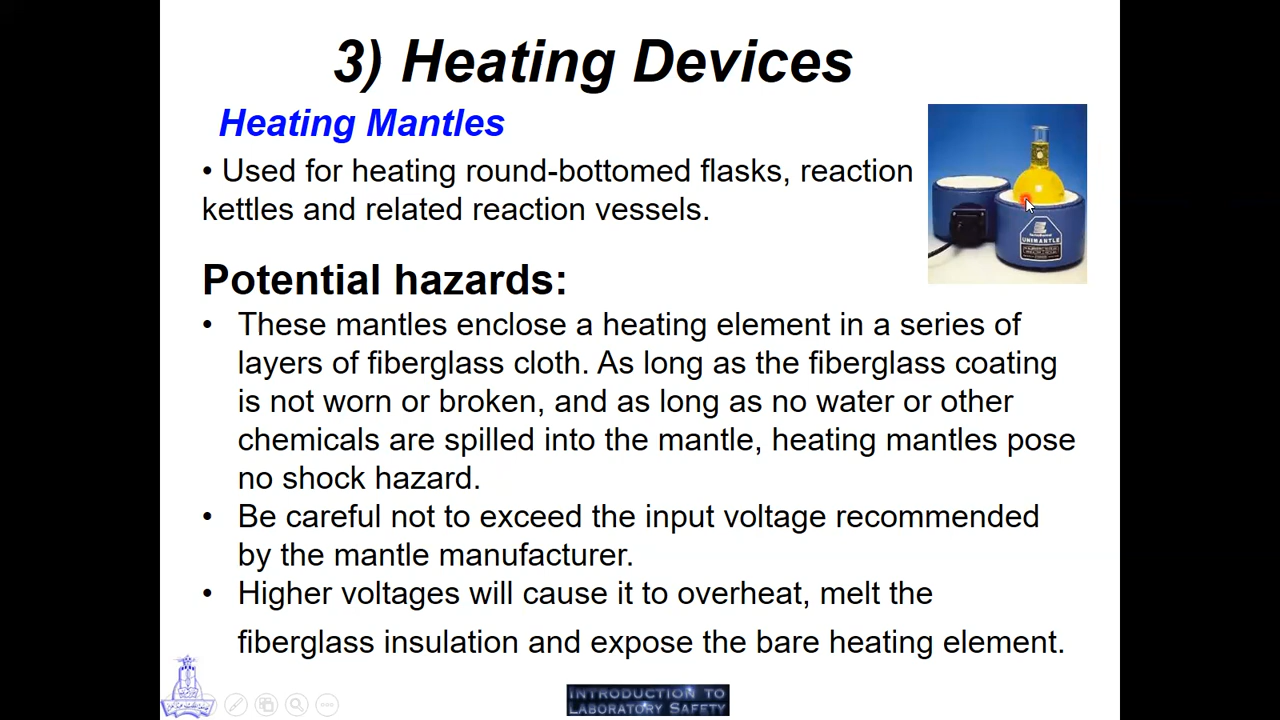 3) Heating Devices
Heating Mantles
• Used for heating round-bottomed flasks, reaction
kettles and related reaction vessels.
UNIMANTLE
Potential hazards:
• These mantles enclose a heating element in a series of
layers of fiberglass cloth. As long as the fiberglass coating
is not worn or broken, and as long as no water or other
chemicals are spilled into the mantle, heating mantles pose
no shock hazard.
• Be careful not to exceed the input voltage recommended
by the mantle manufacturer.
• Higher voltages will cause it to overheat, melt the
fiberglass insulation and expose the bare heating element.
INTRODUCTION TO
LABORATORY SAFETY